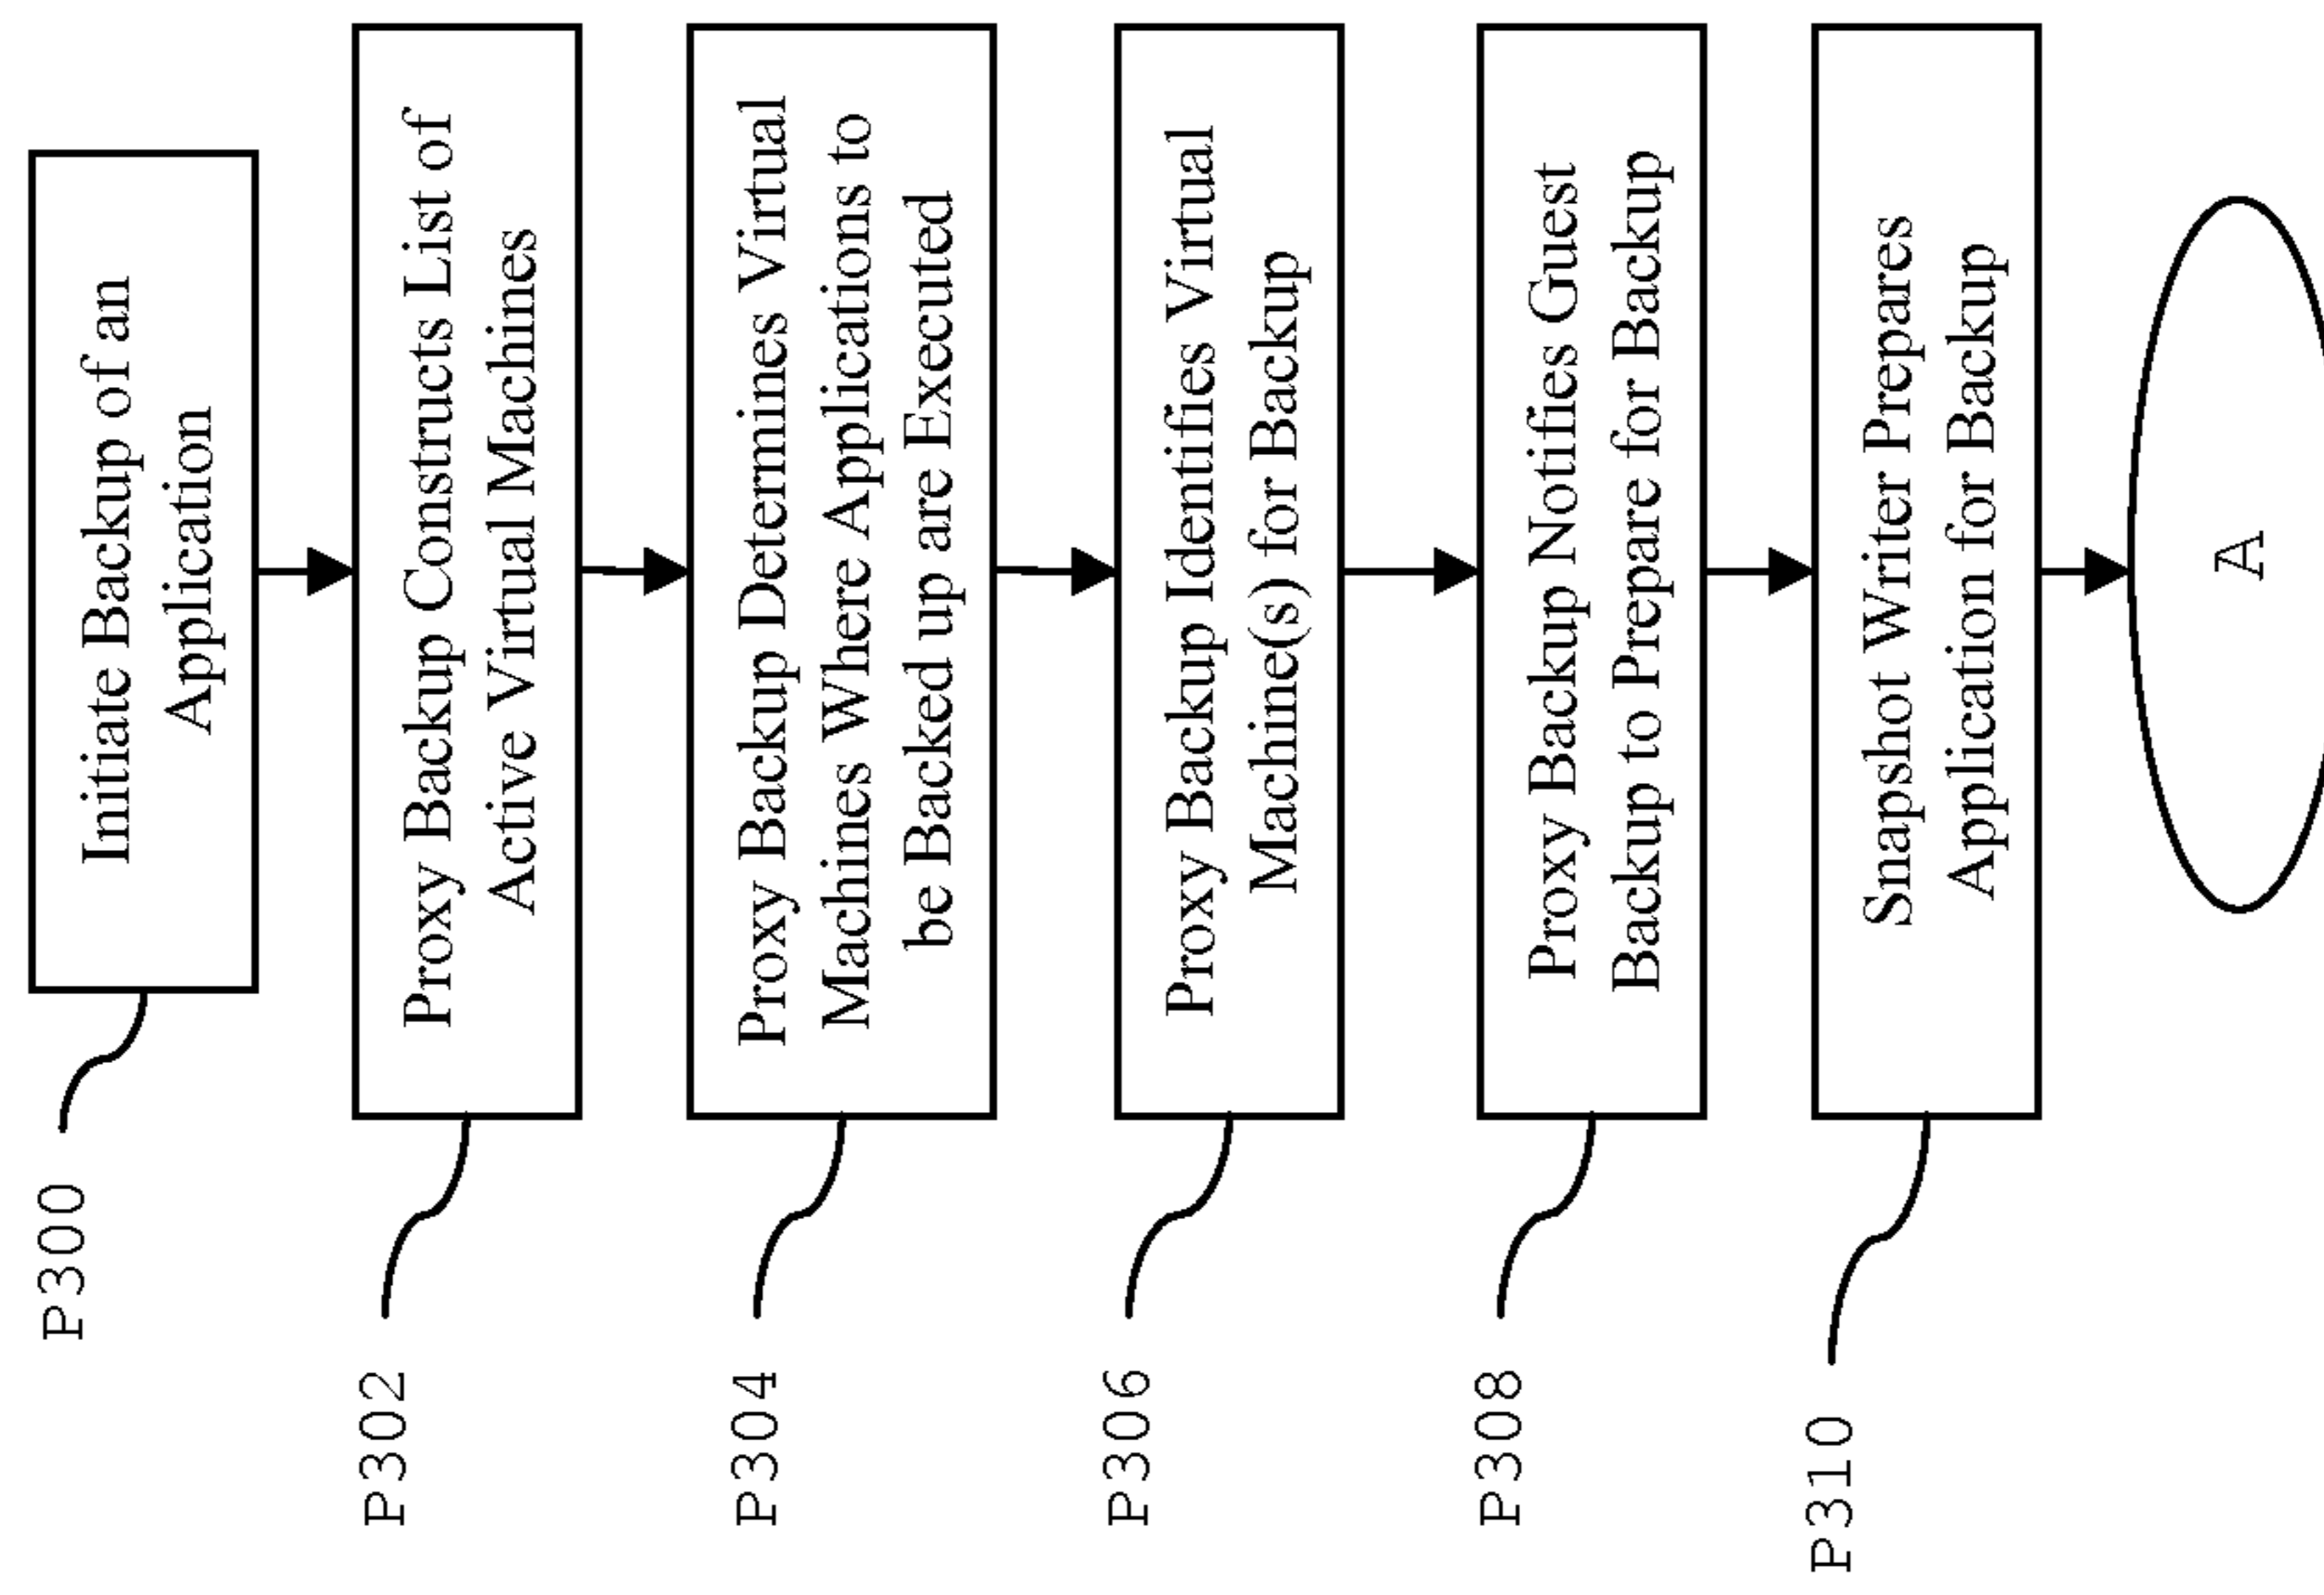 P300
Initiate Backup of an
Application
P302
Proxy Backup Constructs List of
Active Virtual Machines
P304
Proxy Backup Determines Virtual
Machines Where Applications to
be Backed up are Executed
P306
Proxy Backup Identifies Virtual
Machine(s) for Backup
P308
Proxy Backup Notifies Guest
Backup to Prepare for Backup
P310
Snapshot Writer Prepares
Application for Backup
A